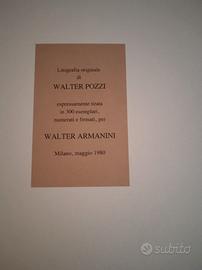 Litografia originale
di
WALTER POZZI
espressamente tirata
in 300 esemplari,
numerati e firmati, per
WALTER ARMANINI
Milano, maggio 1980
subito